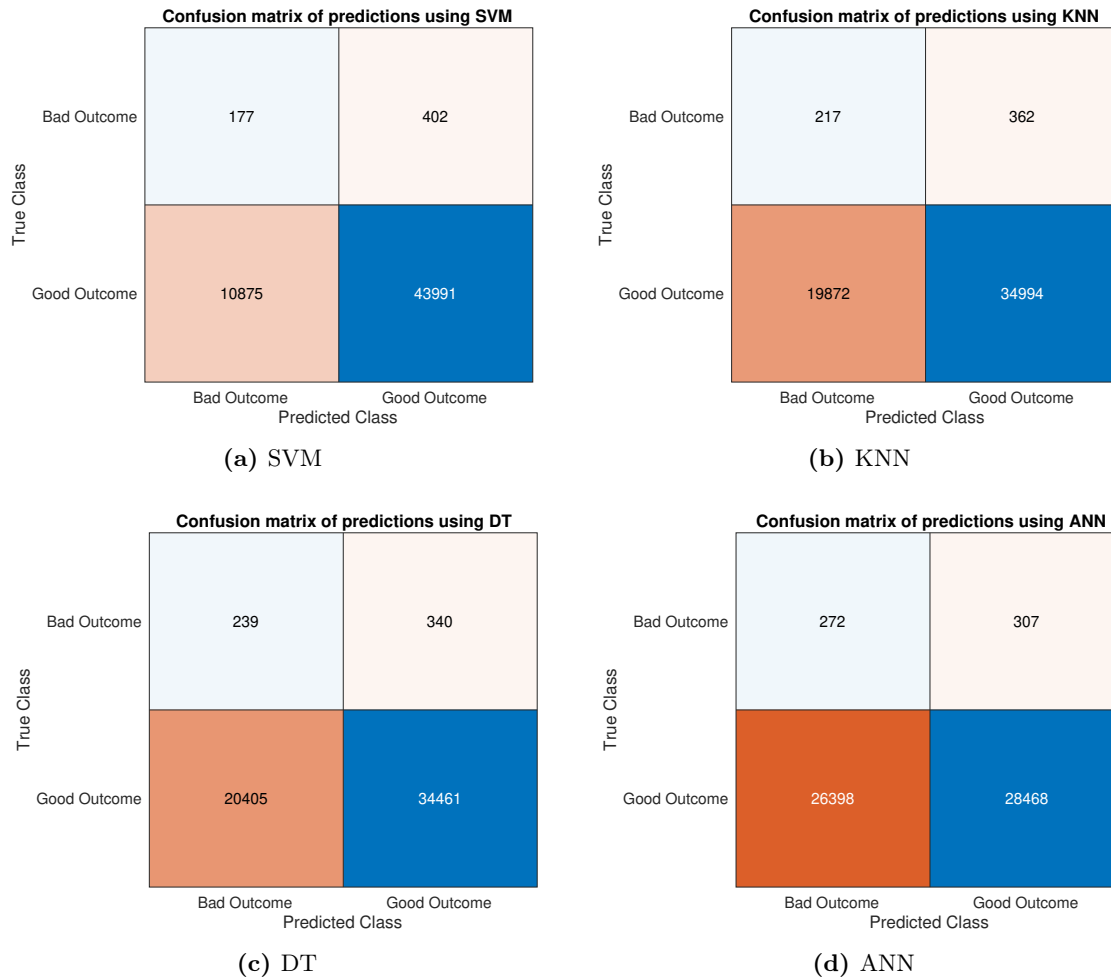 Confusion matrix of predictions using SVM
True Class
Bad Outcome
177
402
Good Outcome
10875
43991
Bad Outcome
Good Outcome
Predicted Class
(a) SVM
Confusion matrix of predictions using KNN
True Class
Bad Outcome
217
362
Good Outcome
19872
34994
Bad Outcome
Good Outcome
Predicted Class
(b) KNN
Confusion matrix of predictions using DT
True Class
Bad Outcome
239
340
Good Outcome
20405
34461
Bad Outcome
Good Outcome
Predicted Class
(c) DT
Confusion matrix of predictions using ANN
True Class
Bad Outcome
272
307
Good Outcome
26398
28468
Bad Outcome
Good Outcome
Predicted Class
(d) ANN